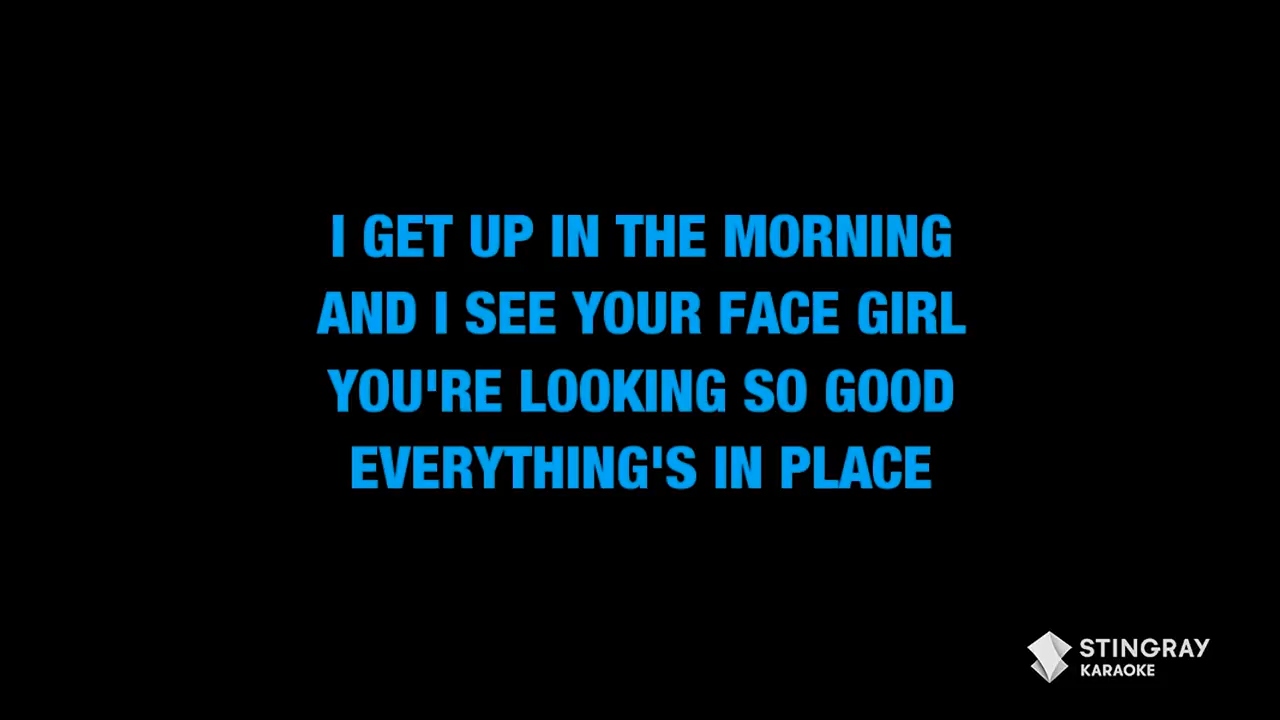 I GET UP IN THE MORNING
AND I SEE YOUR FACE GIRL
YOU'RE LOOKING SO GOOD
EVERYTHING'S IN PLACE
STINGRAY
KARAOKE